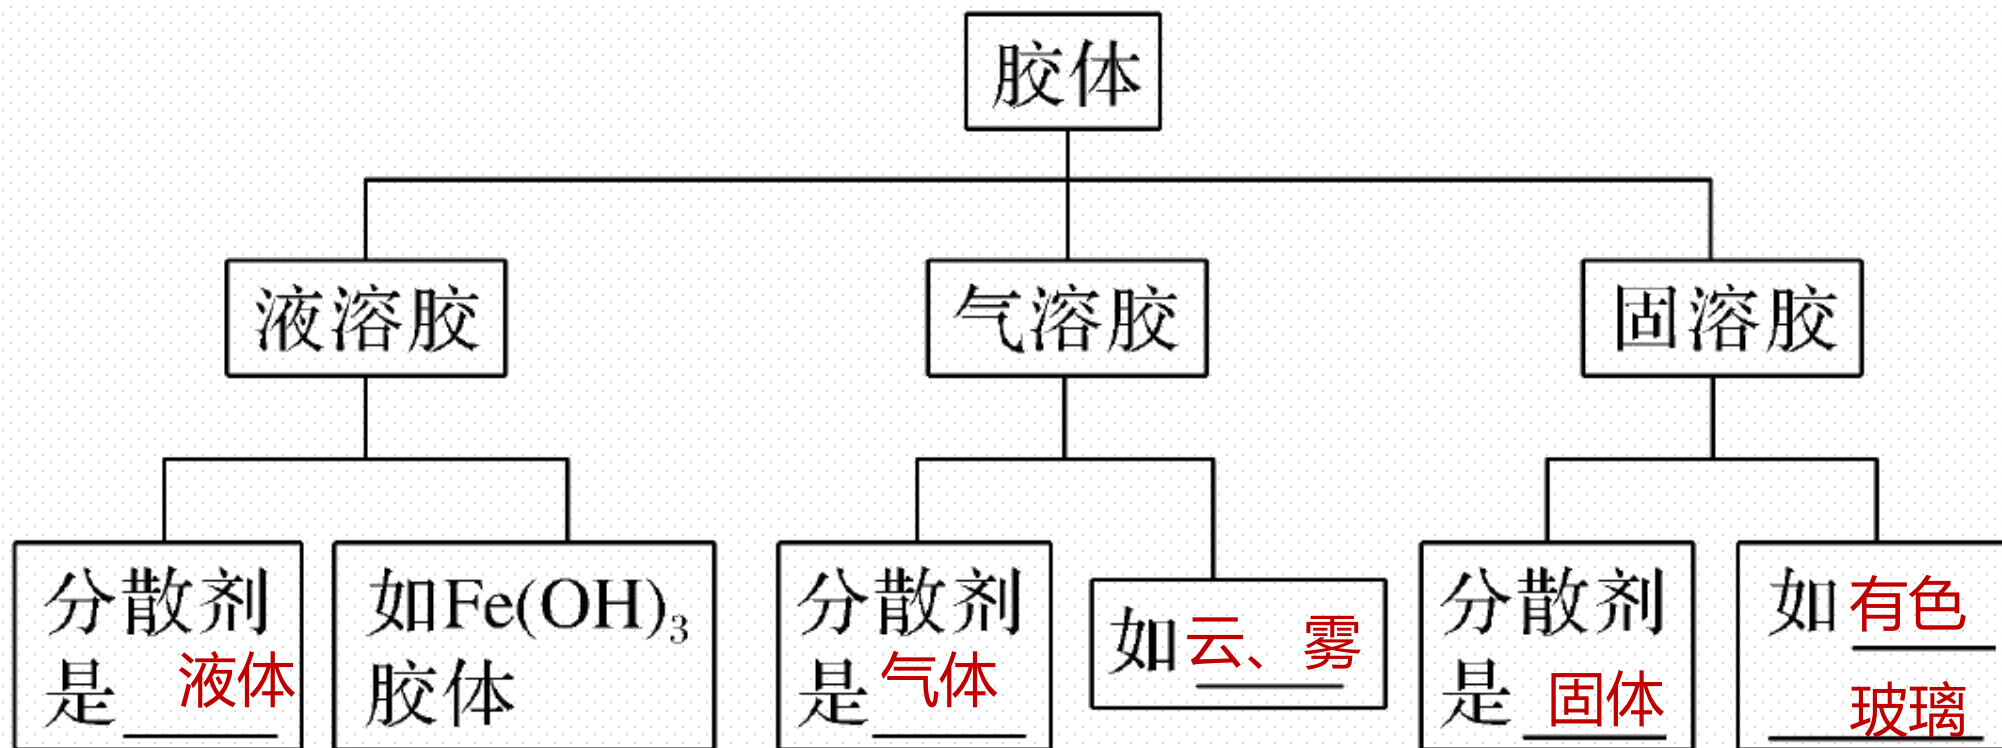 胶体
液溶胶
气溶胶
固溶胶
分散剂
是 液体
如Fe(OH)₃
胶体
分散剂
是气体
如云、雾
分散剂
是 固体
如有色
玻璃